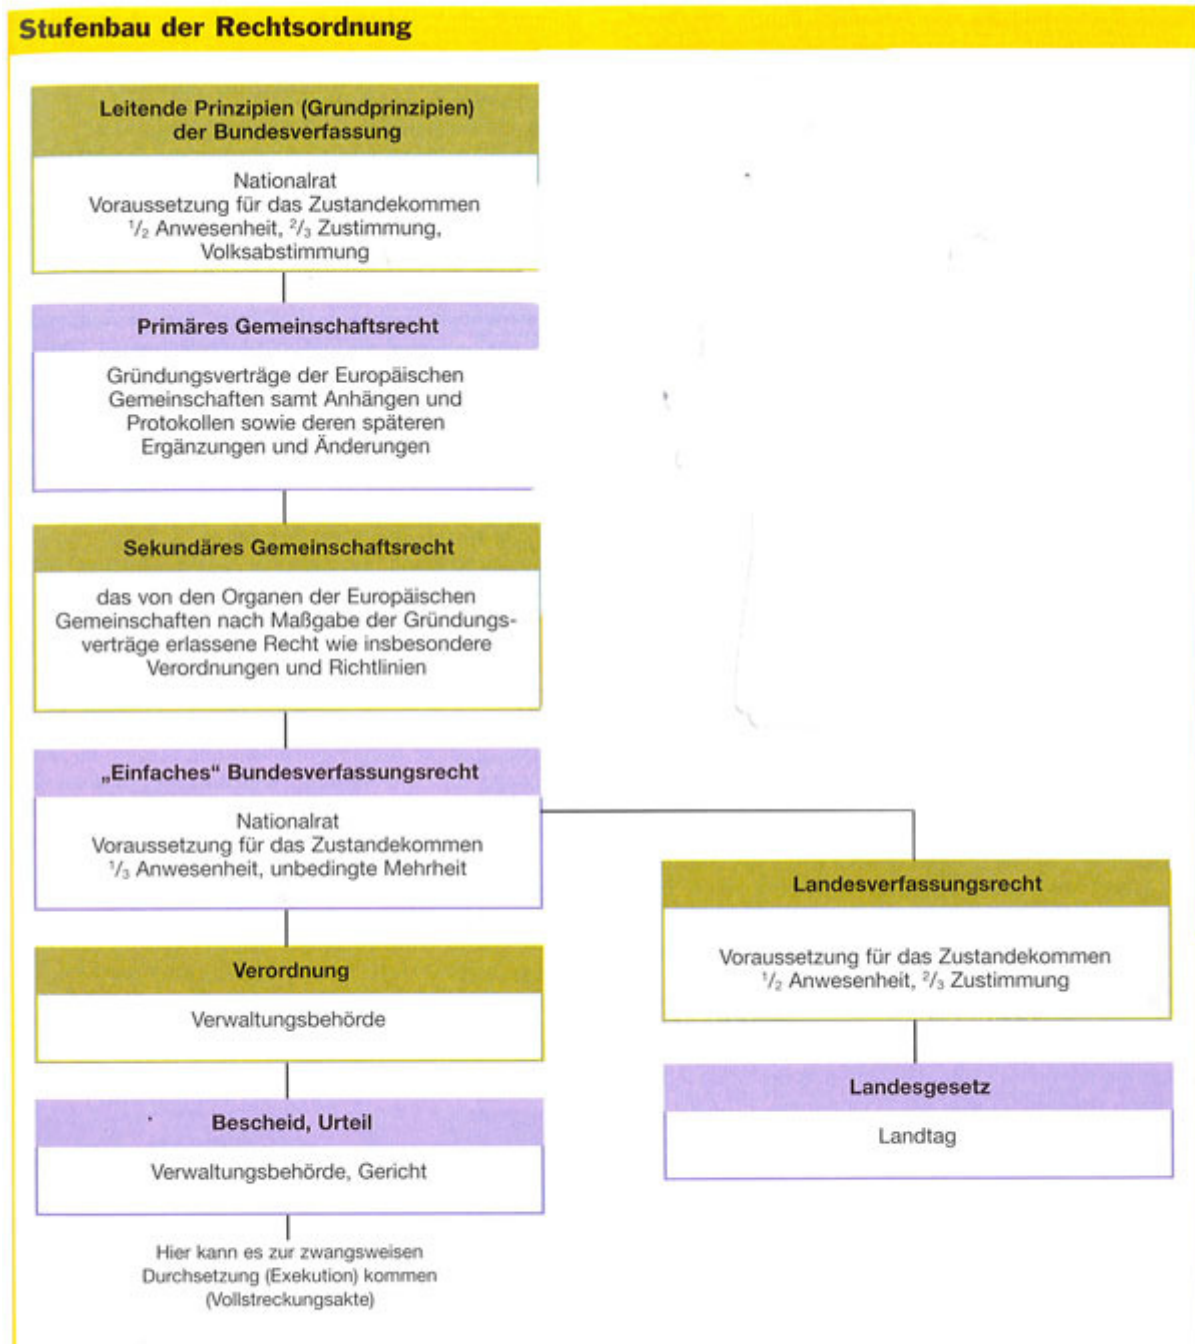 Stufenbau der Rechtsordnung
Leitende Prinzipien (Grundprinzipien)
der Bundesverfassung
Nationalrat
Voraussetzung für das Zustandekommen
1/2 Anwesenheit, 2/3 Zustimmung,
Volksabstimmung
Primäres Gemeinschaftsrecht
Gründungsverträge der Europäischen
Gemeinschaften samt Anhängen und
Protokollen sowie deren späteren
Ergänzungen und Änderungen
Sekundäres Gemeinschaftsrecht
das von den Organen der Europäischen
Gemeinschaften nach Maßgabe der Gründungs-
verträge erlassene Recht wie insbesondere
Verordnungen und Richtlinien
„Einfaches“ Bundesverfassungsrecht
Nationalrat
Voraussetzung für das Zustandekommen
1/3 Anwesenheit, unbedingte Mehrheit
Verordnung
Verwaltungsbehörde
Bescheid, Urteil
Verwaltungsbehörde, Gericht
Hier kann es zur zwangsweisen
Durchsetzung (Exekution) kommen
(Vollstreckungsakte)
Landesverfassungsrecht
Voraussetzung für das Zustandekommen
1/2 Anwesenheit, 2/3 Zustimmung
Landesgesetz
Landtag